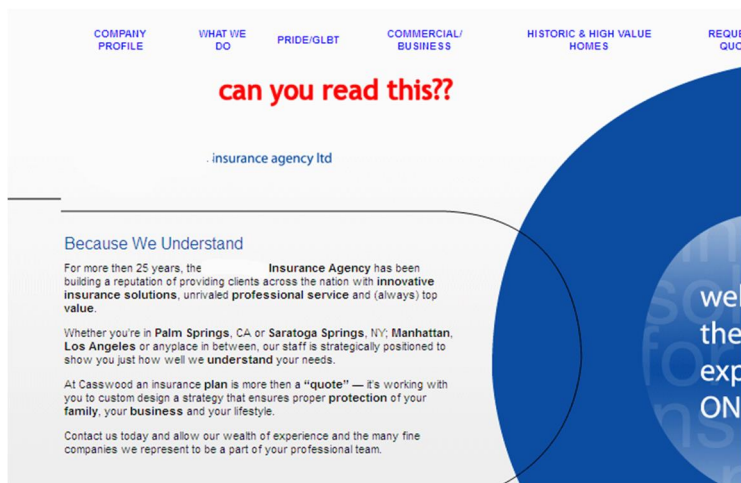 COMPANY PROFILE
WHAT WE DO
PRIDE/GLBT
COMMERCIAL/ BUSINESS
HISTORIC & HIGH VALUE HOMES
can you read this??
insurance agency ltd
Because We Understand
For more then 25 years, the Insurance Agency has been
building a reputation of providing clients across the nation with innovative
insurance solutions, unrivaled professional service and (always) top
value.
Whether you're in Palm Springs, CA or Saratoga Springs, NY; Manhattan,
Los Angeles or anyplace in between, our staff is strategically positioned to
show you just how well we understand your needs.
At Casswood an insurance plan is more then a “quote” — it's working with
you to custom design a strategy that ensures proper protection of your
family, your business and your lifestyle.
Contact us today and allow our wealth of experience and the many fine
companies we represent to be a part of your professional team.
the
ON